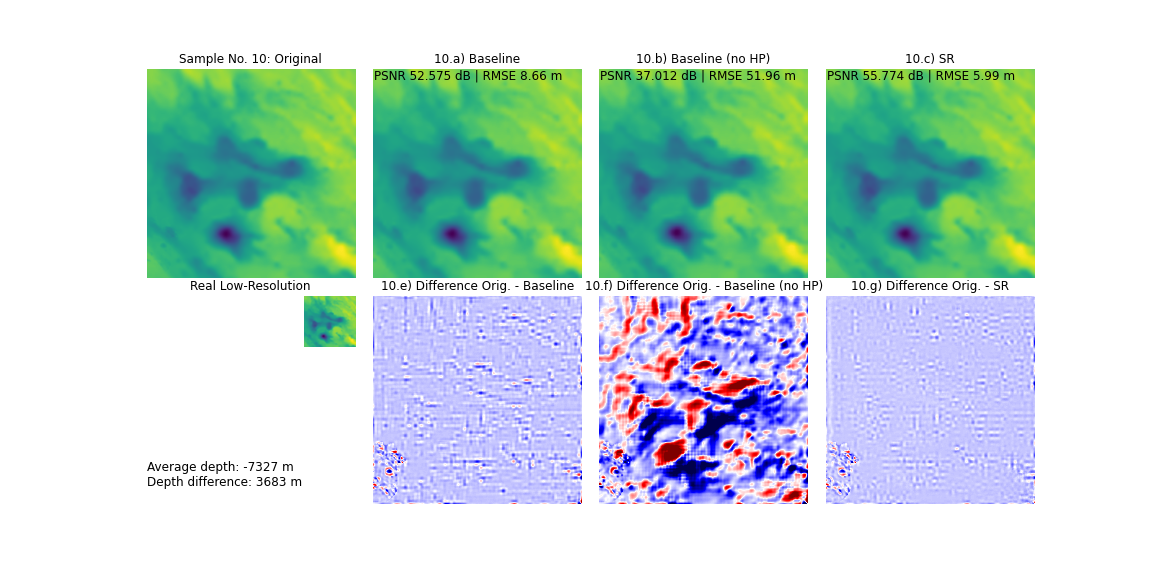 Sample No. 10: Original
10.a) Baseline
10.b) Baseline (no HP)
10.c) SR
PSNR 52.575 dB | RMSE 8.66 m
PSNR 37.012 dB | RMSE 51.96 m
PSNR 55.774 dB | RMSE 5.99 m
Real Low-Resolution
10.e) Difference Orig. - Baseline
10.f) Difference Orig. - Baseline (no HP)
10.g) Difference Orig. - SR
Average depth: -7327 m
Depth difference: 3683 m